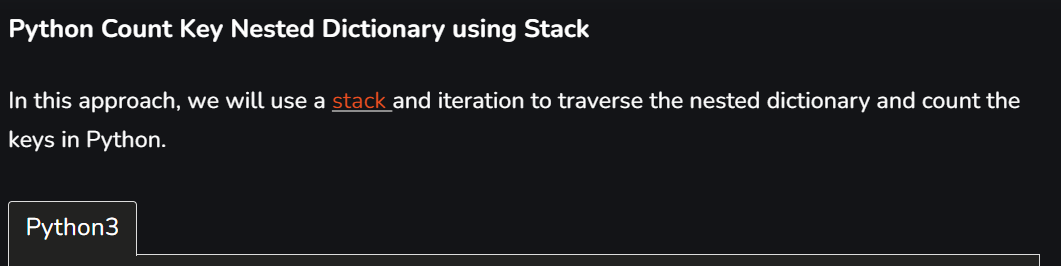 Python Count Key Nested Dictionary using Stack
In this approach, we will use a stack and iteration to traverse the nested dictionary and count the
keys in Python.
Python3